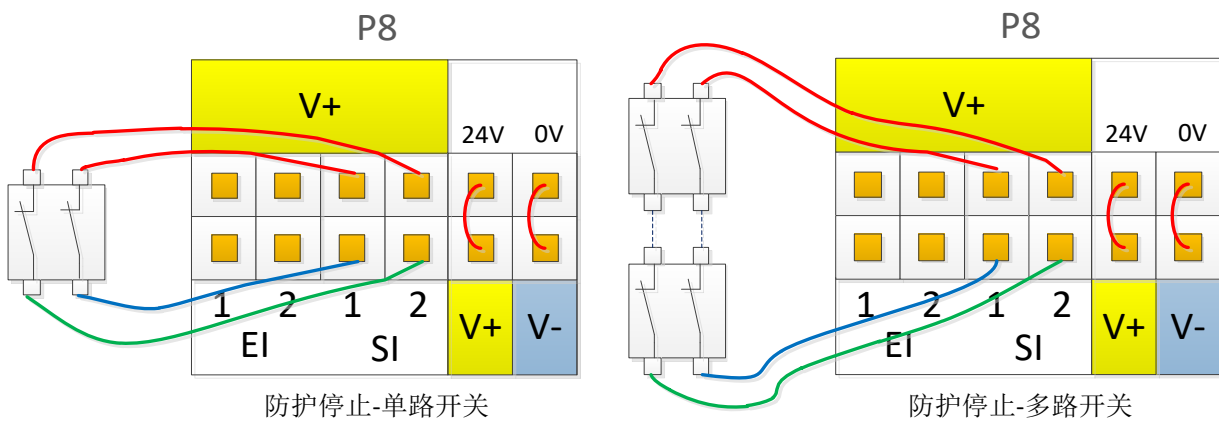 P8
V+
24V 0V
1 2 1 2
EI SI
V+ V-
防护停止-单路开关
P8
V+
24V 0V
1 2 1 2
EI SI
V+ V-
防护停止-多路开关